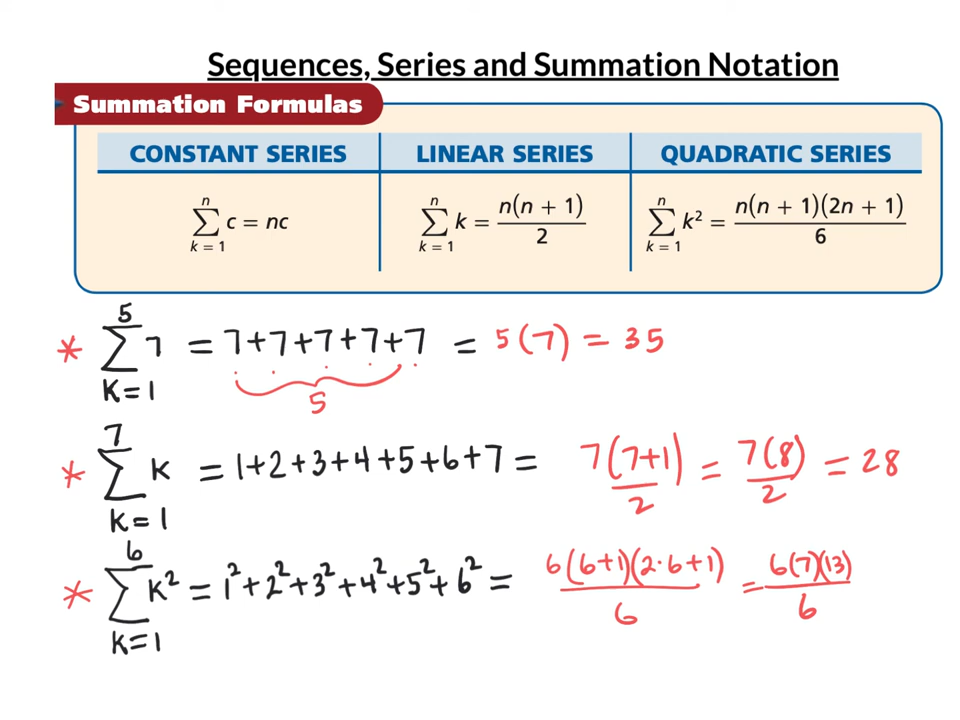 Sequences, Series and Summation Notation
Summation Formulas
CONSTANT SERIES LINEAR SERIES QUADRATIC SERIES
∑_{k = 1}^{n} c = nc ∑_{k = 1}^{n} k = n(n + 1)/2 ∑_{k = 1}^{n} k² = n(n + 1)(2n + 1)/6
* ∑_{K=1}^{5} 7 = 7+7+7+7+7 = 5(7) = 35
5
* ∑_{k=1}^{7} k = 1+2+3+4+5+6+7 = 7(7+1)/2 = 7(8)/2 = 28
* ∑_{k=1}^{6} k² = 1²+2²+3²+4²+5²+6² = 6(6+1)(2·6+1)/6 = 6(7)(13)/6